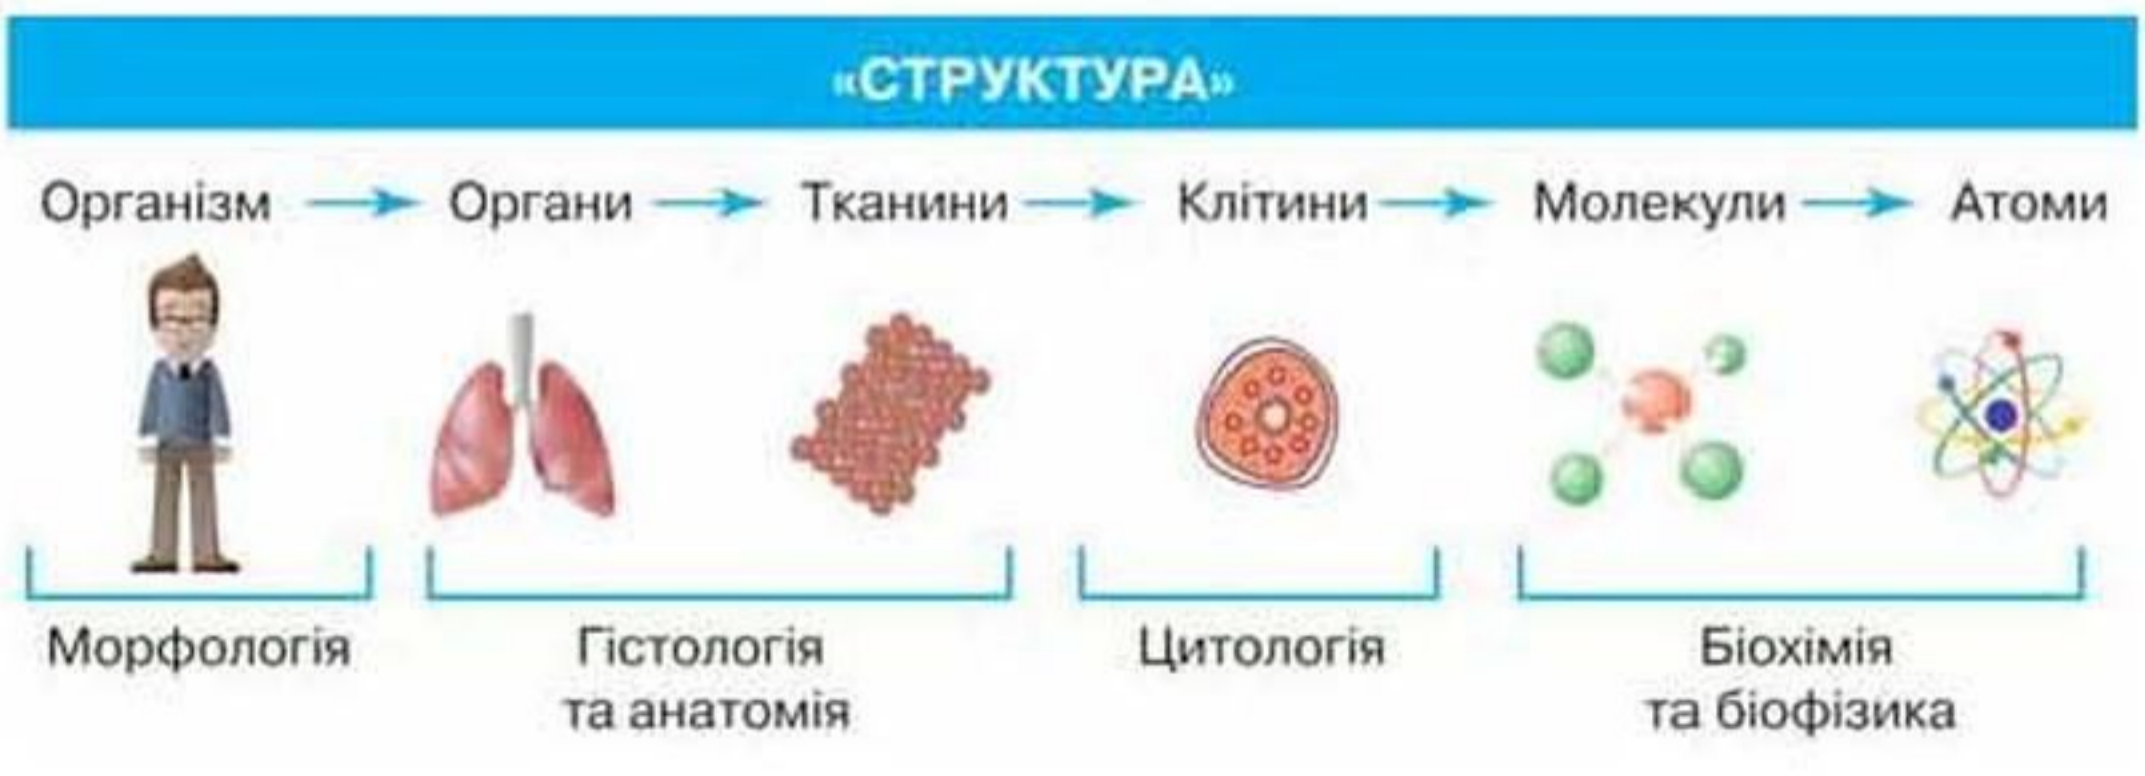 «СТРУКТУРА»
Організм → Органи → Тканини → Клітини → Молекули → Атоми
Морфологія
Гістологія
та анатомія
Цитологія
Біохімія
та біофізика